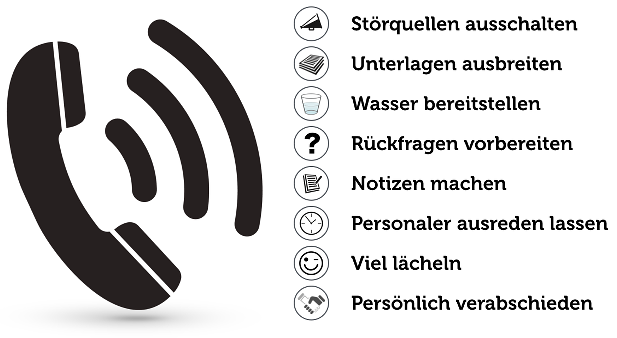 Störquellen ausschalten
Unterlagen ausbreiten
Wasser bereitstellen
? Rückfragen vorbereiten
Notizen machen
Personaler ausreden lassen
Viel lächeln
Persönlich verabschieden